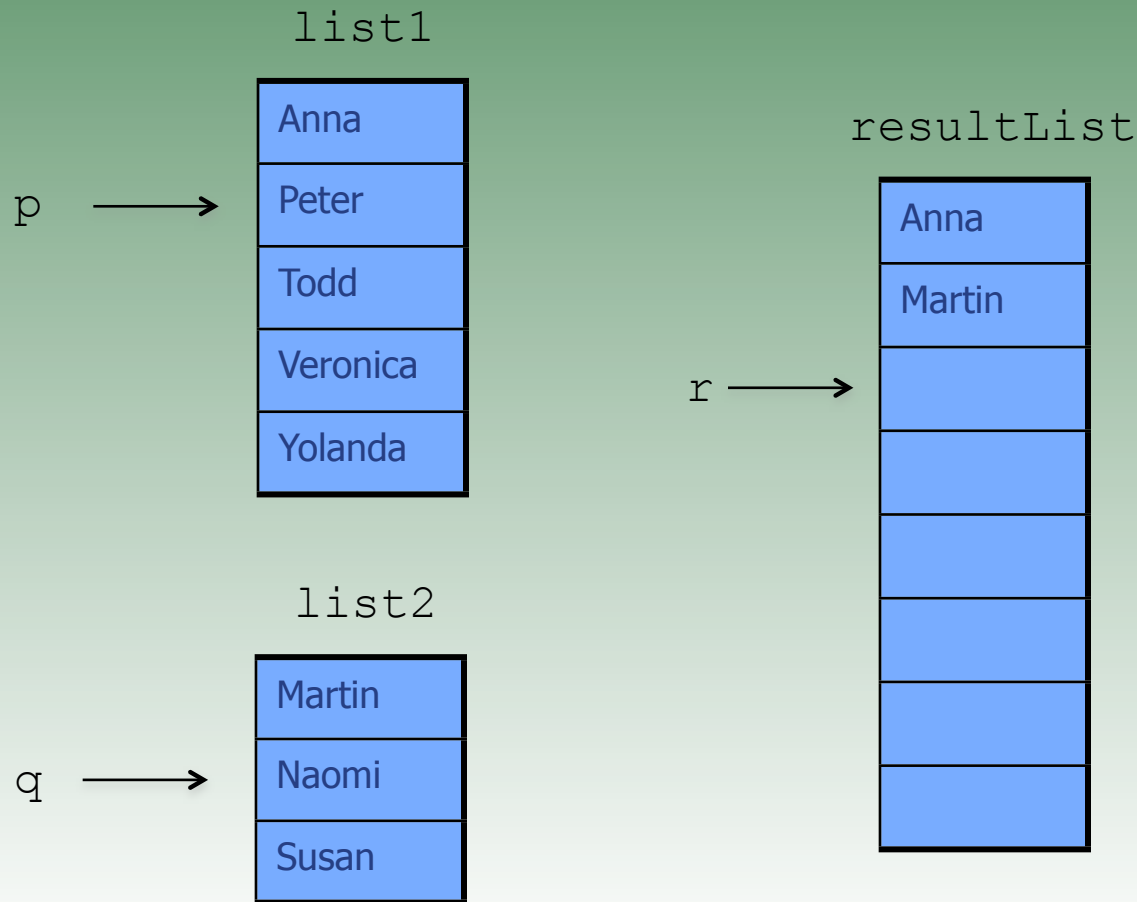 list1
Anna
p
Peter
Todd
Veronica
Yolanda
list2
Martin
q
Naomi
Susan
resultList
Anna
Martin
r